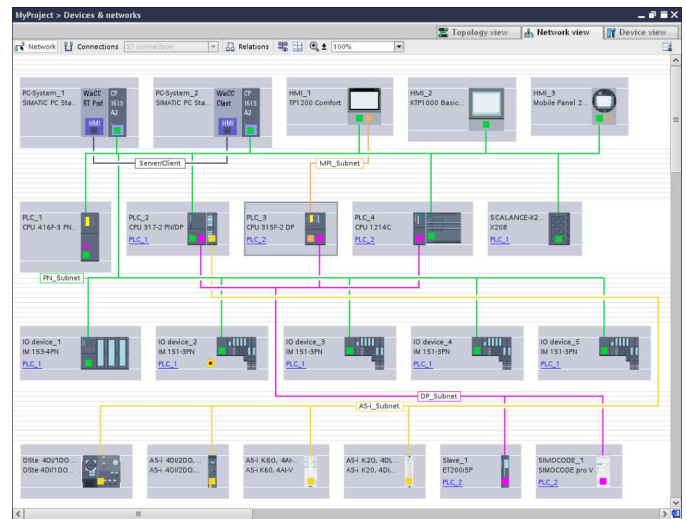 MyProject > Devices & networks
Topology view
Network view
Device view
Network
Connections
S7 connection
Relations
100%
PC-System_1
SIMATIC PC Sta...
WinCC
RT Prof
CP
1613
A2
HMI
PC-System_2
SIMATIC PC Sta...
WinCC
Client
CP
1613
A2
HMI
HMI_1
TP1200 Comfort
HMI_2
KTP1000 Basic...
HMI_3
Mobile Panel 2...
Server/Client
MPI_Subnet
PLC_1
CPU 416F-3 PN...
PLC_2
CPU 317-2 PN/DP
PLC_1
PLC_3
CPU 315F-2 DP
PLC_2
PLC_4
CPU 1214C
PLC_2
SCALANCE-X2...
X208
PLC_1
PN_Subnet
IO device_1
IM 153-4PN
PLC_1
IO device_2
IM 151-3PN
PLC_1
IO device_3
IM 151-3PN
PLC_1
IO device_4
IM 151-3PN
PLC_1
IO device_5
IM 151-3PN
PLC_1
DP_Subnet
AS-i_Subnet
DSte 4DI/1DO...
DSte 4DI/1DO...
AS-i 4DI/2DO,...
AS-i 4DI/2DO,...
AS-i K60, 4AI-...
AS-i K60, 4AI-V
AS-i K20, 4DI,...
AS-i K20, 4DI,...
Slave_1
ET200iSP
PLC_2
SIMOCODE_1
SIMOCODE pro V
PLC_2